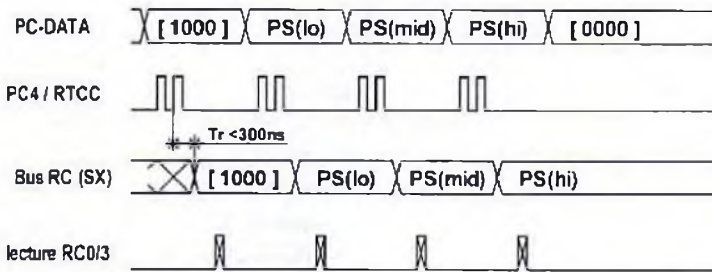 PC-DATA [ 1000 ] PS(lo) PS(mid) PS(hi) [ 0000 ]
PC4 / RTCC
Tr <300ns
Bus RC (SX) [ 1000 ] PS(lo) PS(mid) PS(hi)
lecture RC0/3